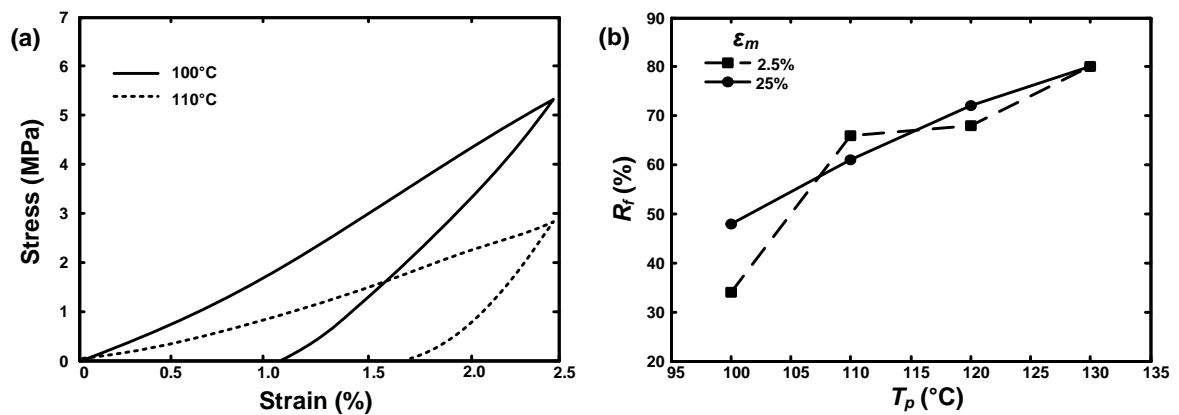 (a)
7
6
5
4
3
2
1
0
Stress (MPa)
100°C
110°C
0 0.5 1.0 1.5 2.0 2.5
Strain (%)
(b)
90
80
70
60
50
40
30
20
R_f (%)
ε_m
2.5%
25%
95 100 105 110 115 120 125 130 135
T_p (°C)